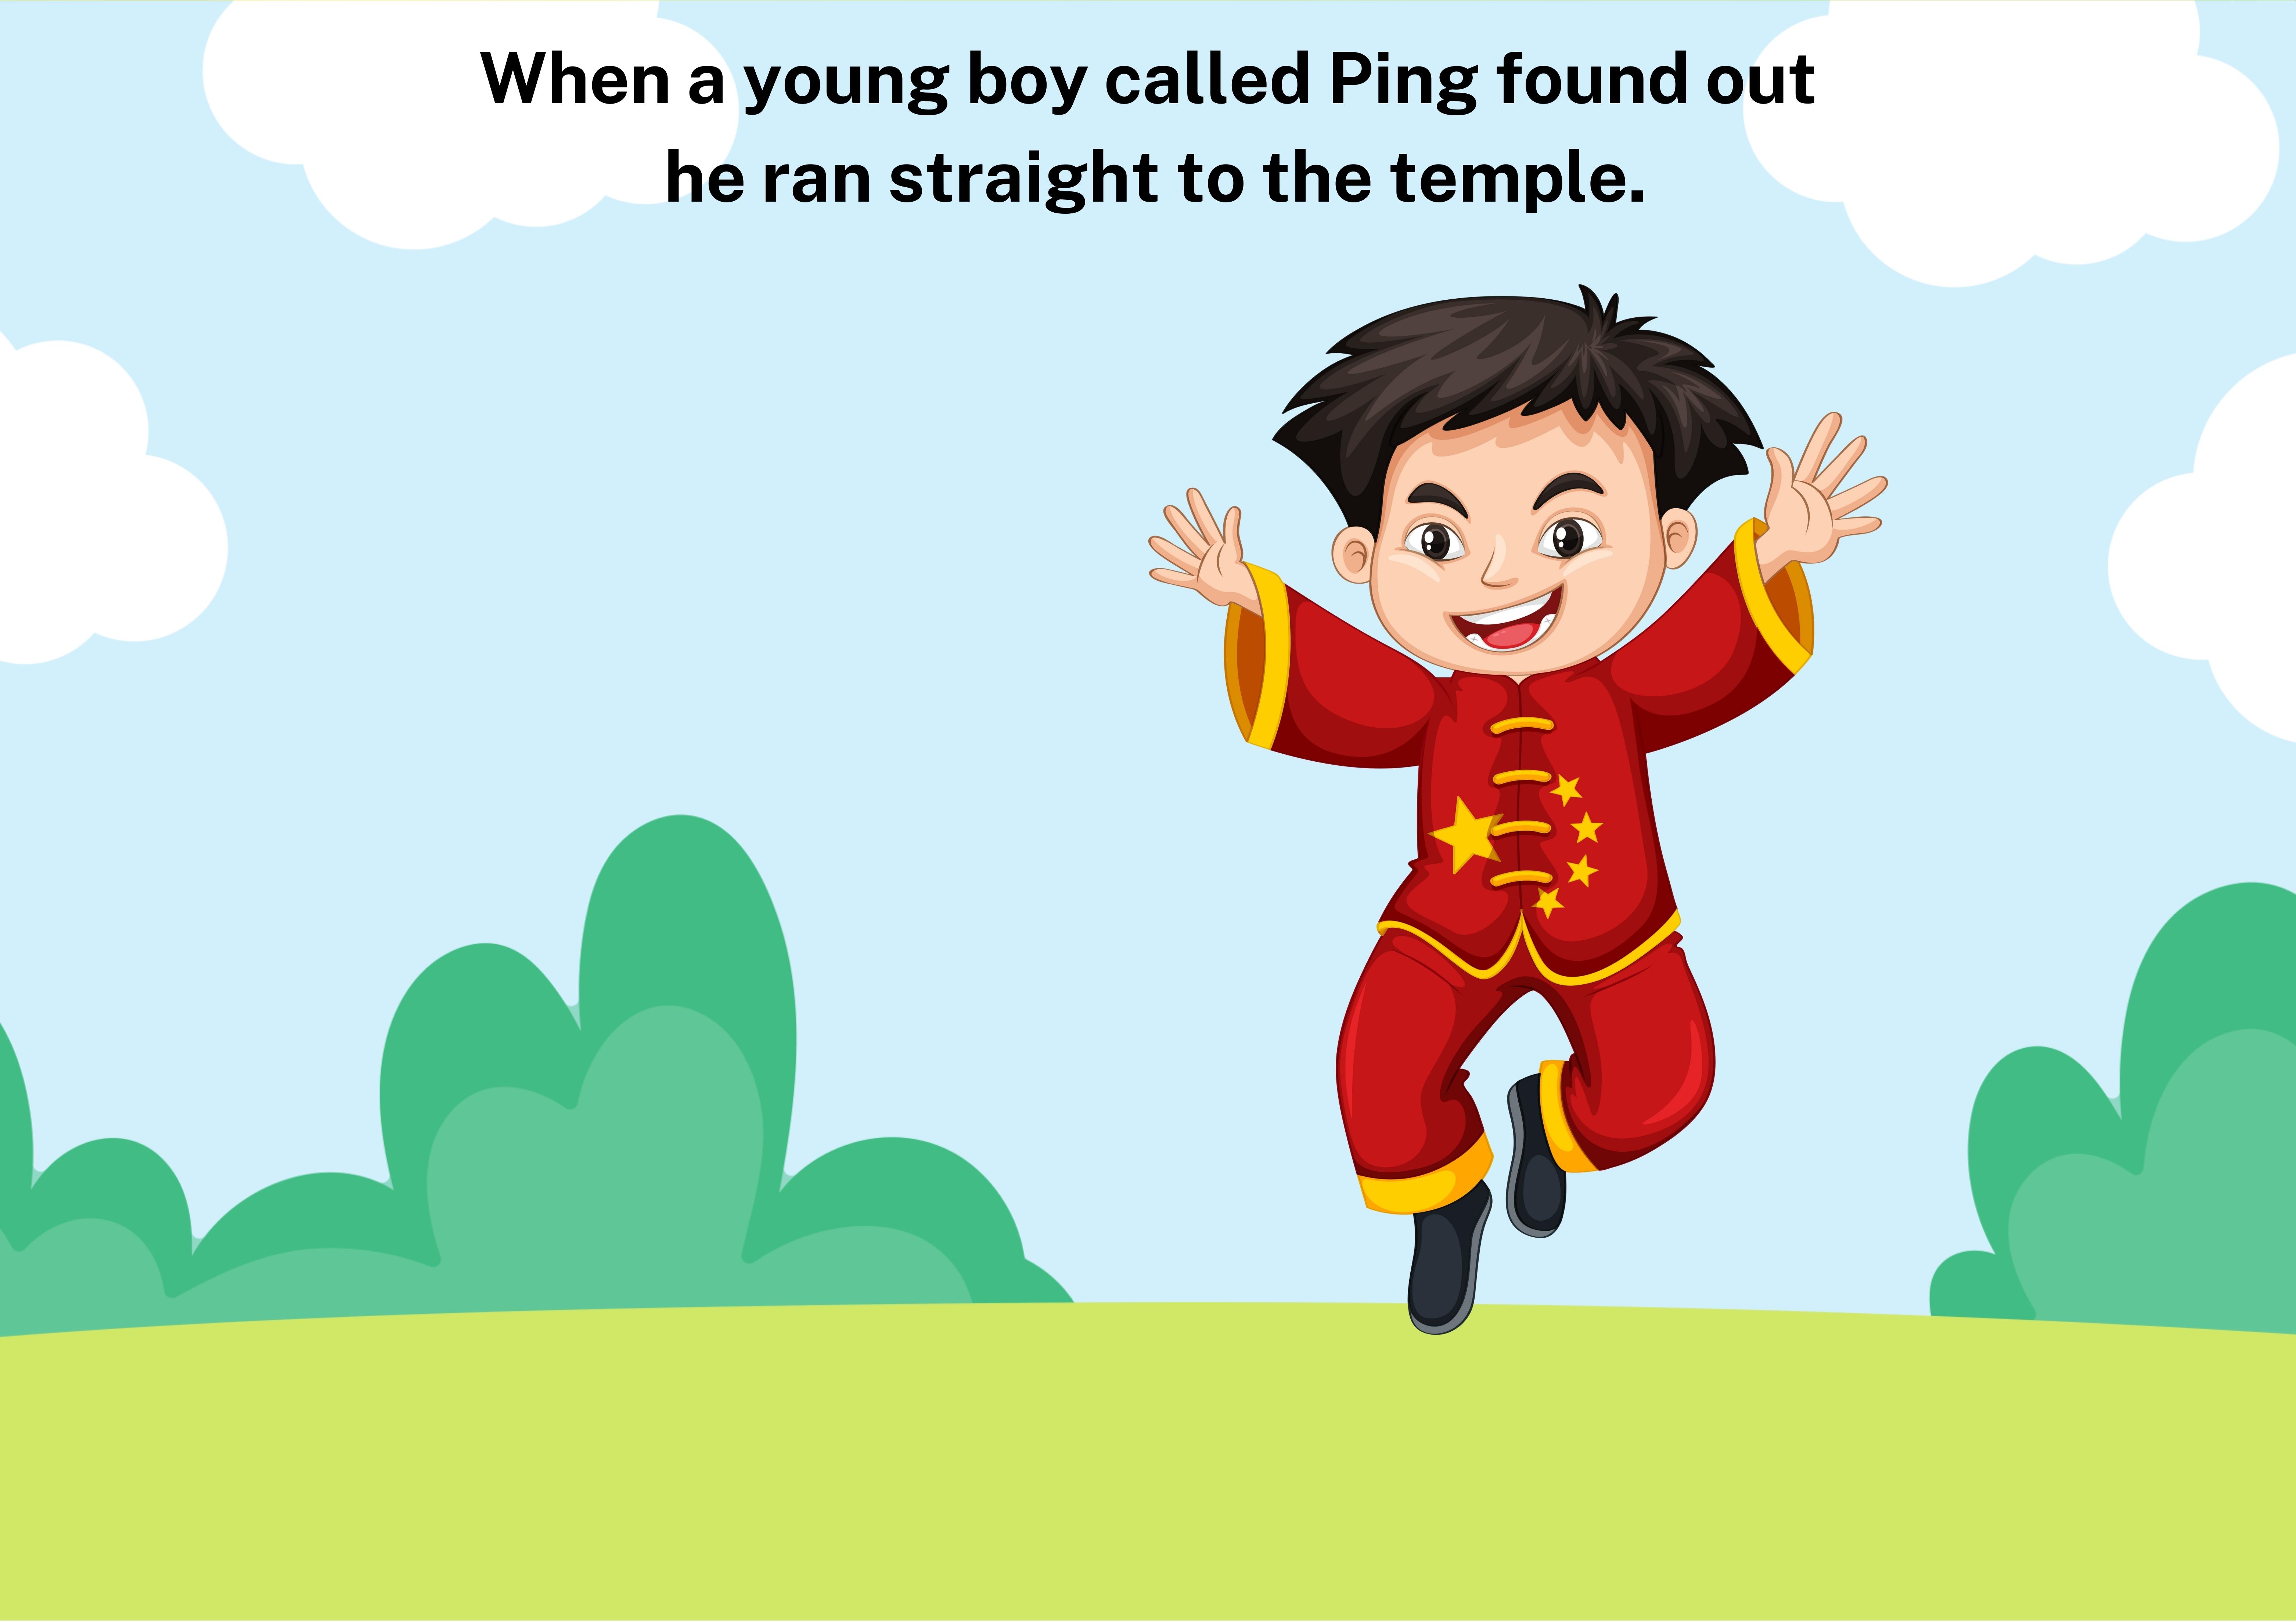 When a young boy called Ping found out
he ran straight to the temple.